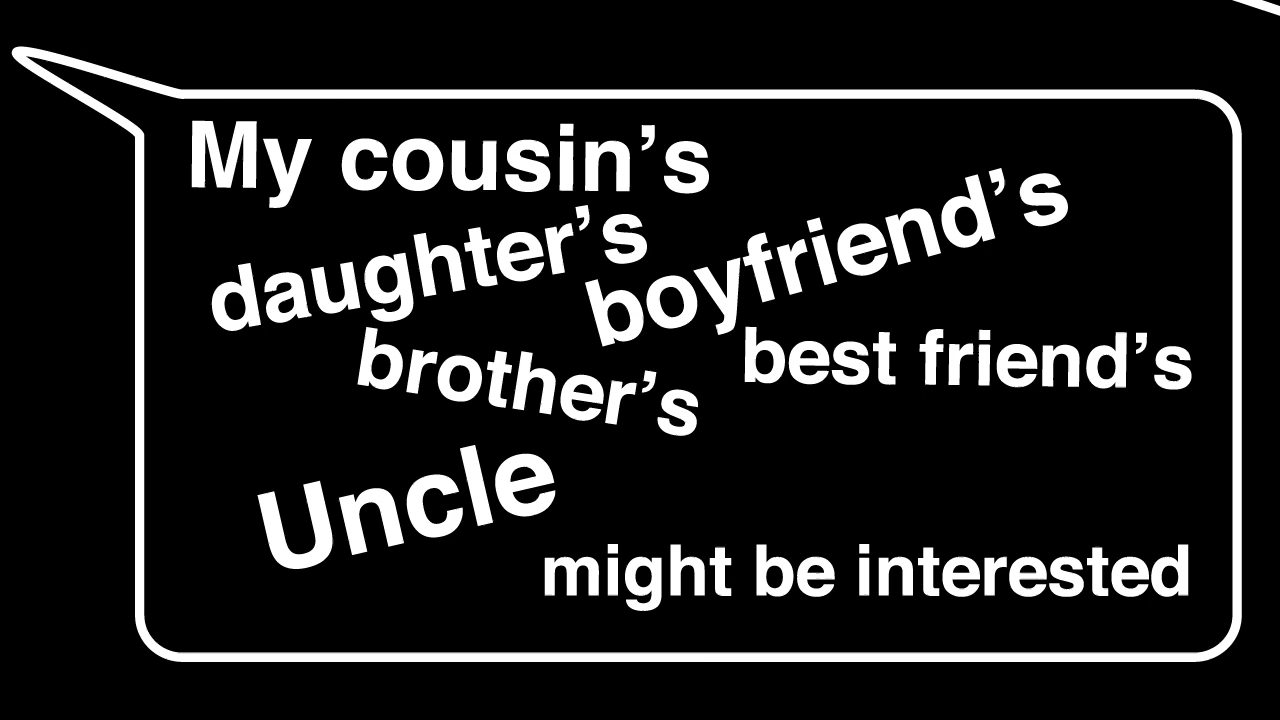 My cousin’s
daughter’s
boyfriend’s
brother’s
best friend’s
Uncle
might be interested